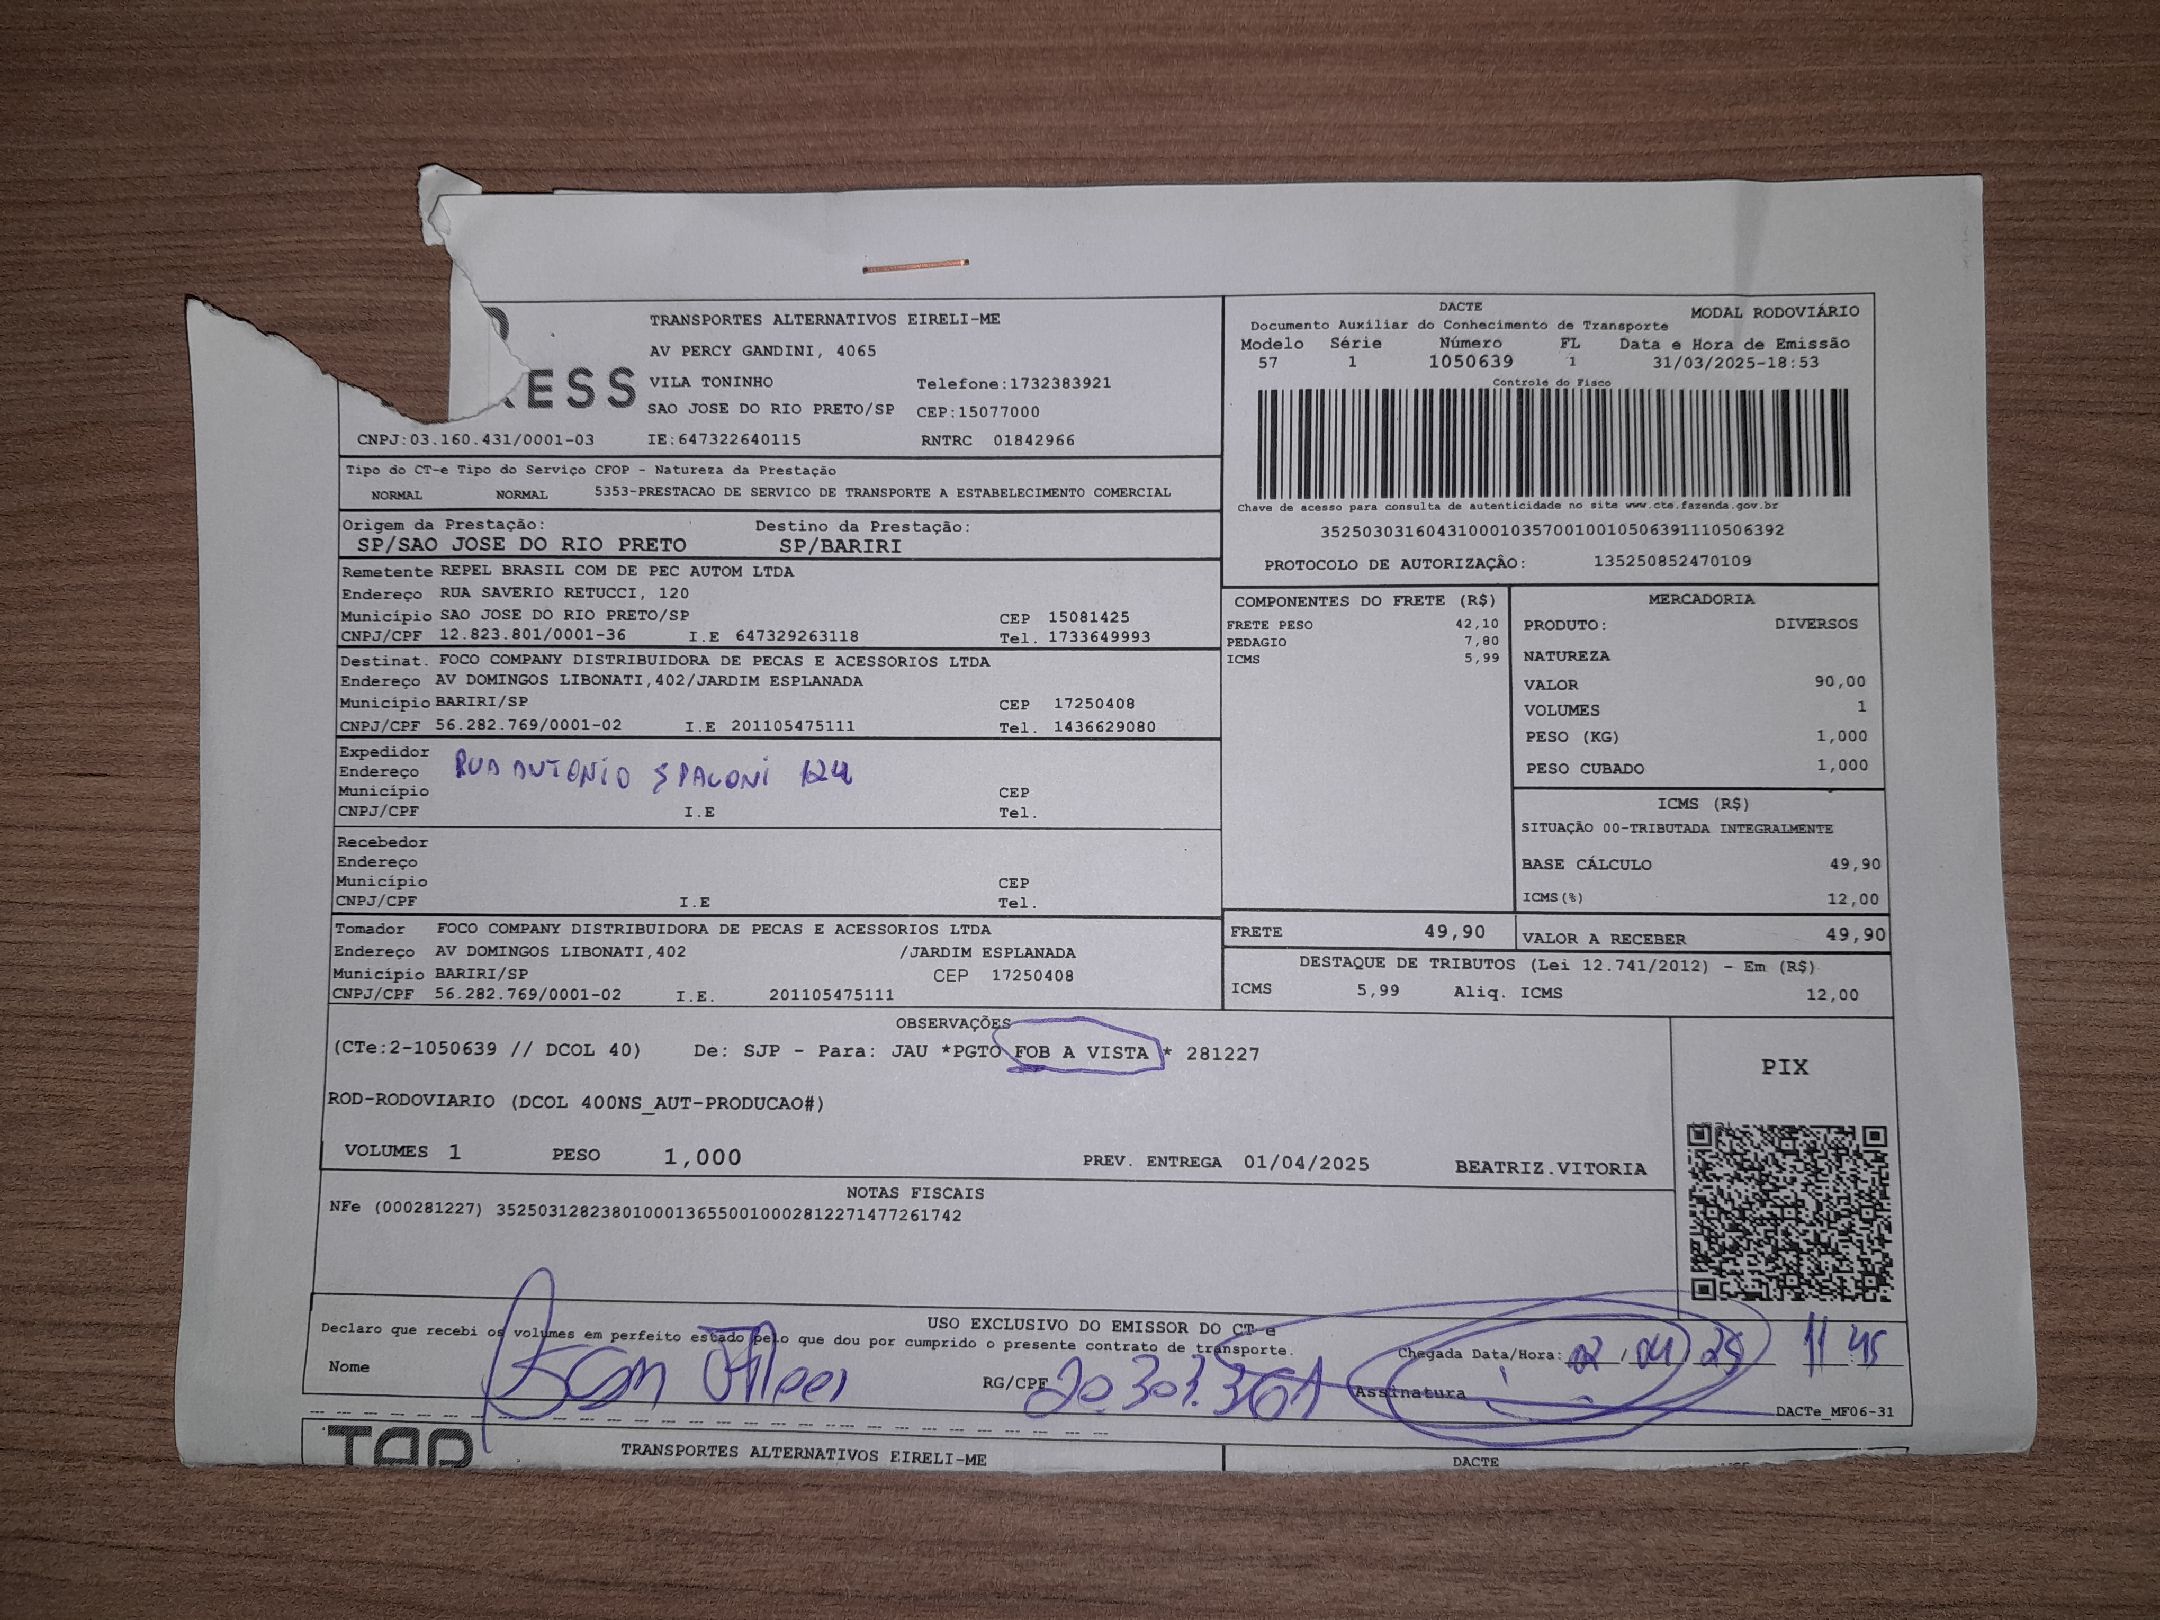 RESS
TRANSPORTES ALTERNATIVOS EIRELI-ME
AV PERCY GANDINI, 4065
VILA TONINHO Telefone:1732383921
SAO JOSE DO RIO PRETO/SP CEP:15077000
CNPJ:03.160.431/0001-03 IE:647322640115 RNTRC 01842966
DACTE MODAL RODOVIÁRIO
Documento Auxiliar do Conhecimento de Transporte
Modelo Série Número FL Data e Hora de Emissão
57 1 1050639 1 31/03/2025-18:53
Controle do Fisco
Chave de acesso para consulta de autenticidade no site www.cte.fazenda.gov.br
35250303160431000103570010010506391110506392
PROTOCOLO DE AUTORIZAÇÃO: 135250852470109
Tipo do CT-e Tipo do Serviço CFOP - Natureza da Prestação
NORMAL NORMAL 5353-PRESTACAO DE SERVICO DE TRANSPORTE A ESTABELECIMENTO COMERCIAL
Origem da Prestação: Destino da Prestação:
SP/SAO JOSE DO RIO PRETO SP/BARIRI
Remetente REPEL BRASIL COM DE PEC AUTOM LTDA
Endereço RUA SAVERIO RETUCCI, 120
Município SAO JOSE DO RIO PRETO/SP CEP 15081425
CNPJ/CPF 12.823.801/0001-36 I.E 647329263118 Tel. 1733649993
Destinat. FOCO COMPANY DISTRIBUIDORA DE PECAS E ACESSORIOS LTDA
Endereço AV DOMINGOS LIBONATI,402/JARDIM ESPLANADA
Município BARIRI/SP CEP 17250408
CNPJ/CPF 56.282.769/0001-02 I.E 201105475111 Tel. 1436629080
Expedidor
Endereço RUA ANTONIO SPACONI 124
Município CEP
CNPJ/CPF I.E Tel.
Recebedor
Endereço
Município CEP
CNPJ/CPF I.E Tel.
Tomador FOCO COMPANY DISTRIBUIDORA DE PECAS E ACESSORIOS LTDA
Endereço AV DOMINGOS LIBONATI,402 /JARDIM ESPLANADA
Município BARIRI/SP CEP 17250408
CNPJ/CPF 56.282.769/0001-02 I.E. 201105475111
COMPONENTES DO FRETE (R$)
FRETE PESO 42,10
PEDAGIO 7,80
ICMS 5,99
MERCADORIA
PRODUTO: DIVERSOS
NATUREZA
VALOR 90,00
VOLUMES 1
PESO (KG) 1,000
PESO CUBADO 1,000
ICMS (R$)
SITUAÇÃO 00-TRIBUTADA INTEGRALMENTE
BASE CÁLCULO 49,90
ICMS(%) 12,00
FRETE 49,90 VALOR A RECEBER 49,90
DESTAQUE DE TRIBUTOS (Lei 12.741/2012) - Em (R$)
ICMS 5,99 Aliq. ICMS 12,00
OBSERVAÇÕES
(CTe:2-1050639 // DCOL 40) De: SJP - Para: JAU *PGTO FOB A VISTA * 281227
ROD-RODOVIARIO (DCOL 400NS_AUT-PRODUCAO#)
VOLUMES 1 PESO 1,000 PREV. ENTREGA 01/04/2025 BEATRIZ.VITORIA
PIX
NOTAS FISCAIS
NFe (000281227) 35250312823801000136550010002812271477261742
USO EXCLUSIVO DO EMISSOR DO CT-e
Declaro que recebi os volumes em perfeito estado pelo que dou por cumprido o presente contrato de transporte.
Chegada Data/Hora: 02 04 25 11 45
Nome RG/CPF 20.301.361 Assinatura
DACTe_MF06-31
TAP TRANSPORTES ALTERNATIVOS EIRELI-ME DACTE